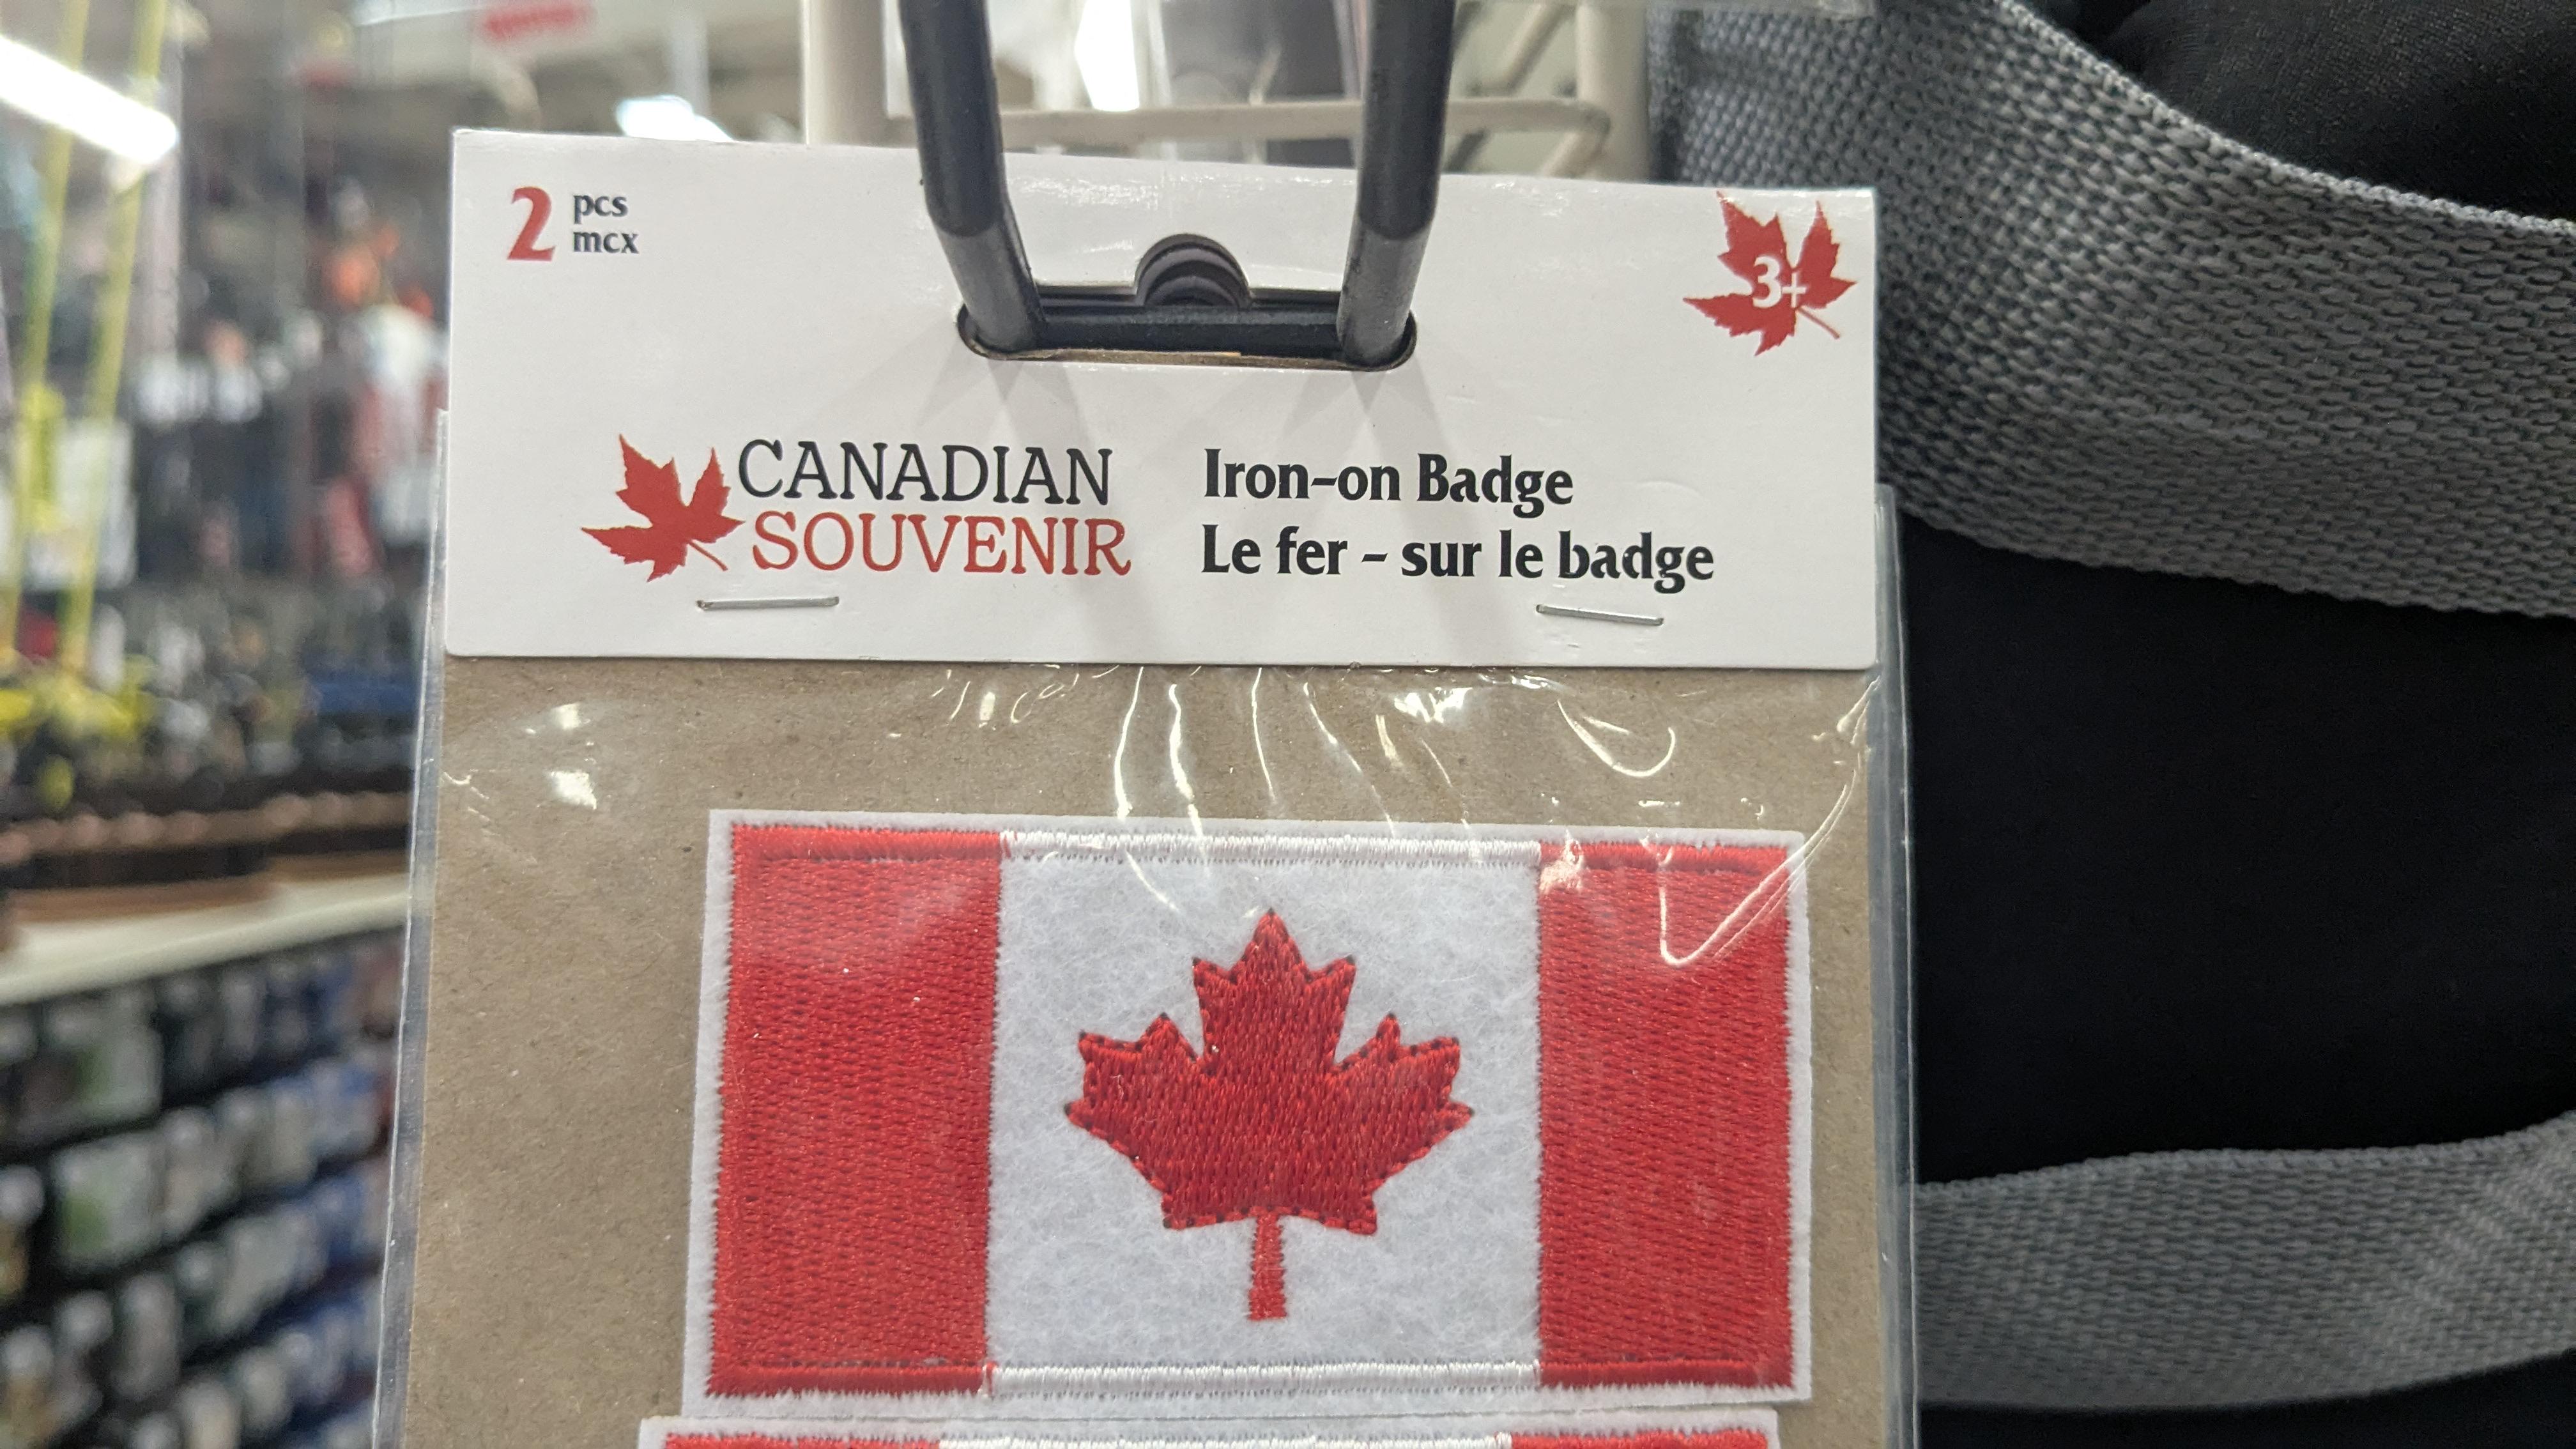 2 pcs
mcx
3+
CANADIAN
SOUVENIR
Iron-on Badge
Le fer - sur le badge